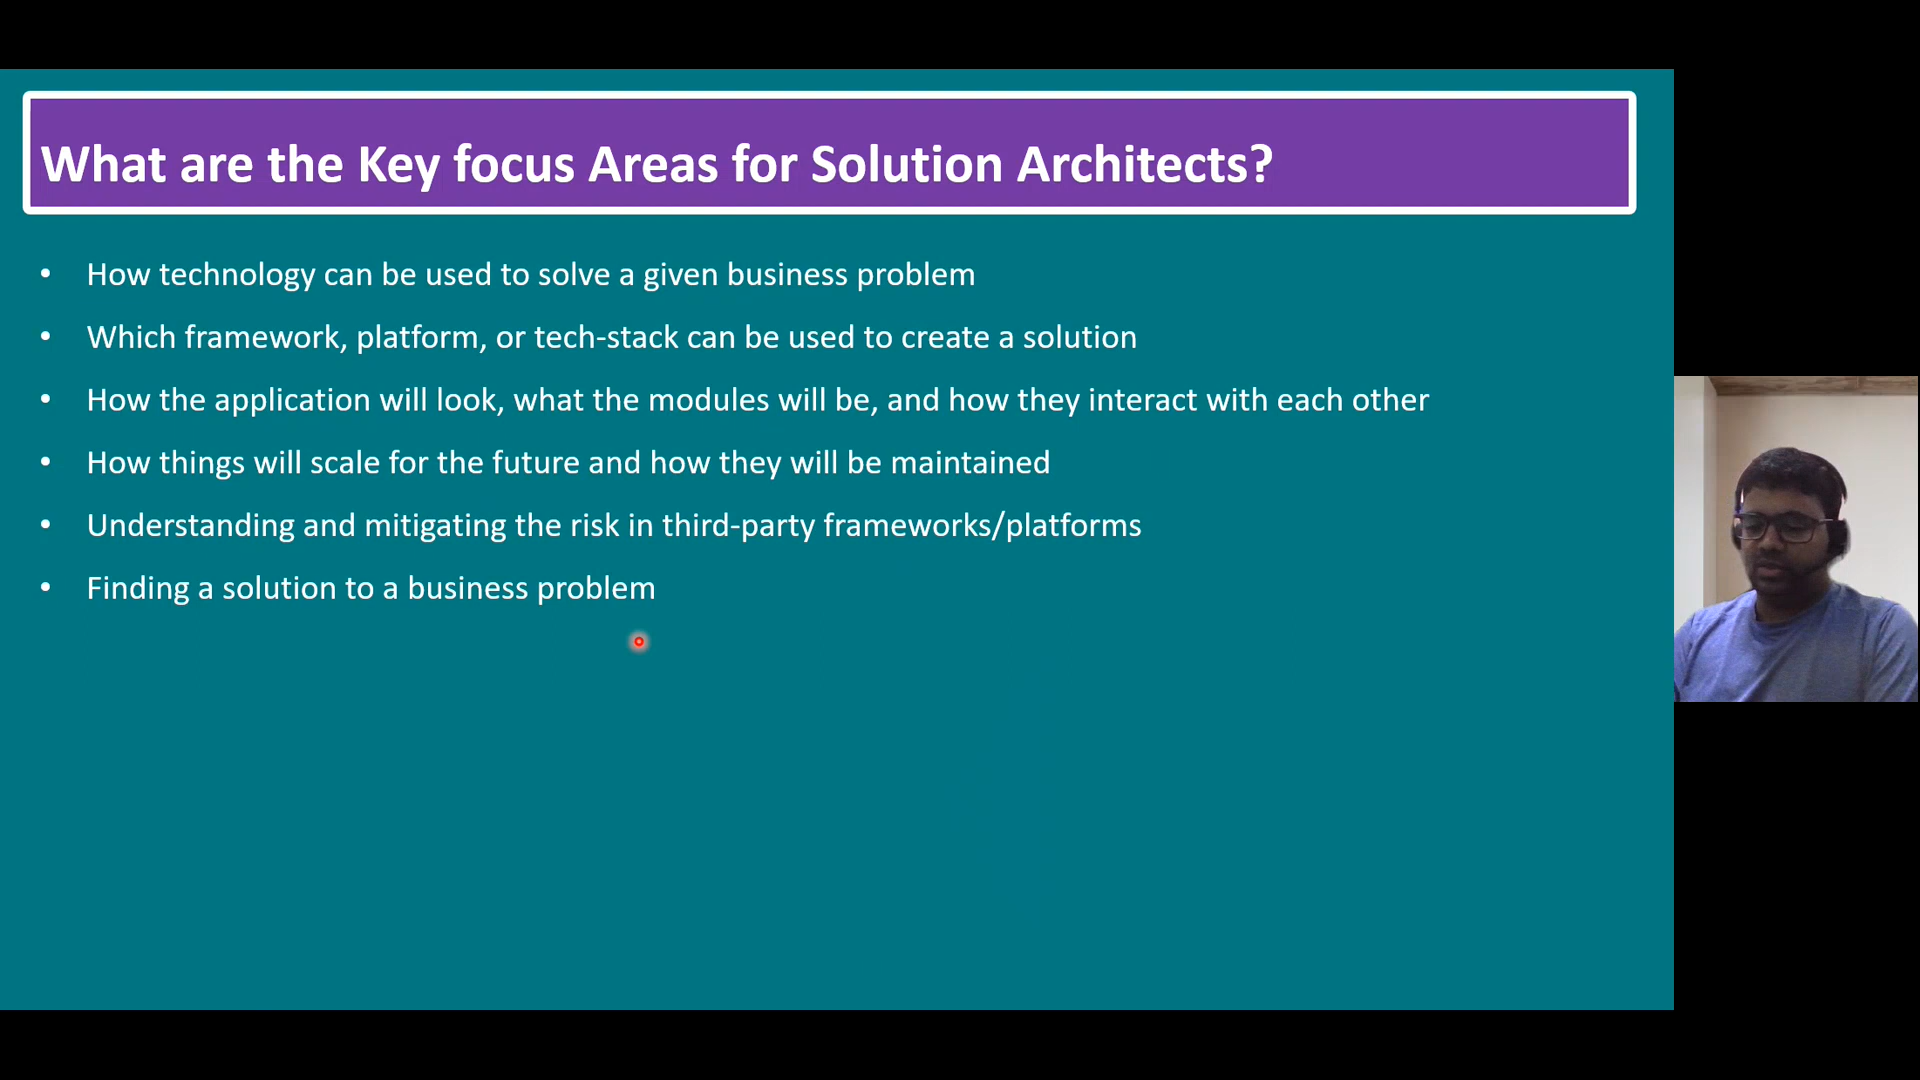 What are the Key focus Areas for Solution Architects?
• How technology can be used to solve a given business problem
• Which framework, platform, or tech-stack can be used to create a solution
• How the application will look, what the modules will be, and how they interact with each other
• How things will scale for the future and how they will be maintained
• Understanding and mitigating the risk in third-party frameworks/platforms
• Finding a solution to a business problem